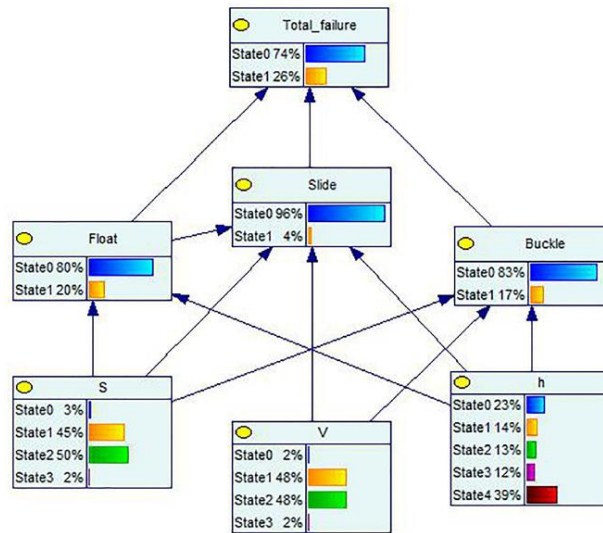 Total_failure
State0 74%
State1 26%
Slide
State0 96%
State1 4%
Float
State0 80%
State1 20%
Buckle
State0 83%
State1 17%
S
State0 3%
State1 45%
State2 50%
State3 2%
V
State0 2%
State1 48%
State2 48%
State3 2%
h
State0 23%
State1 14%
State2 13%
State3 12%
State4 39%